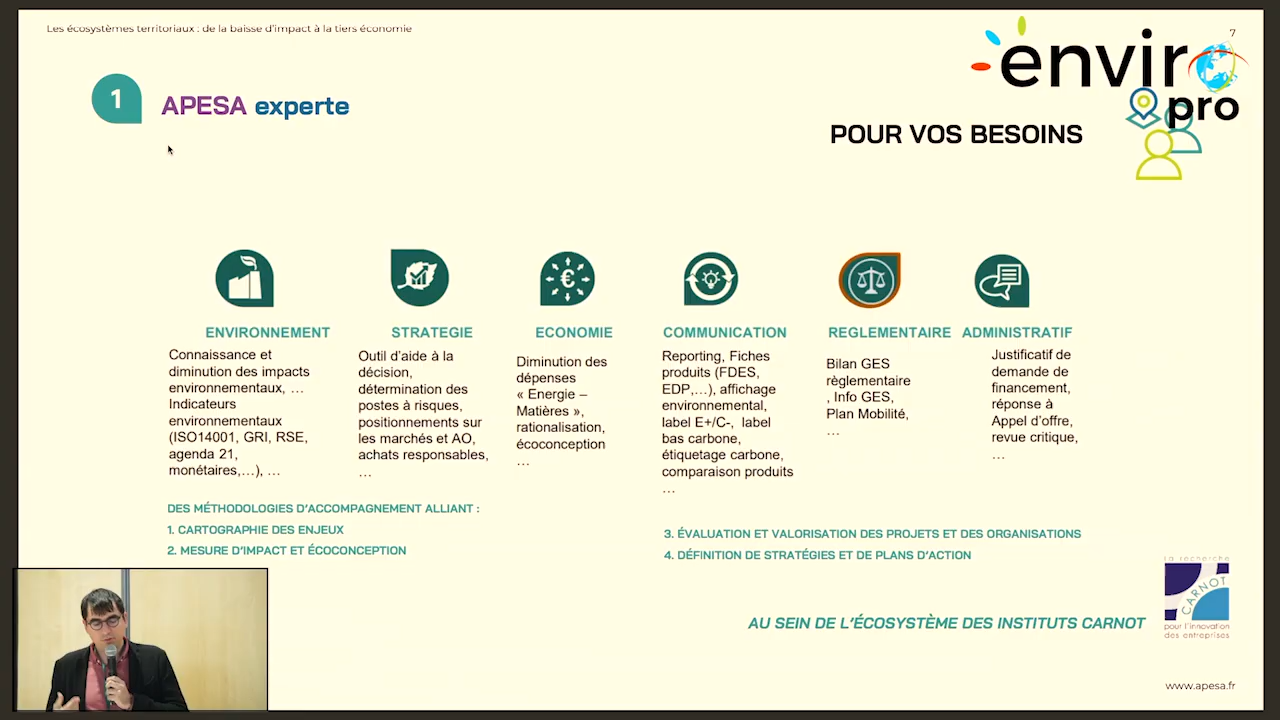 Les écosystèmes territoriaux : de la baisse d'impact à la tiers économie
7
enviro
pro
1
APESA experte
POUR VOS BESOINS
ENVIRONNEMENT
Connaissance et
diminution des impacts
environnementaux, …
Indicateurs
environnementaux
(ISO14001, GRI, RSE,
agenda 21,
monétaires,…), …
STRATEGIE
Outil d'aide à la
décision,
détermination des
postes à risques,
positionnements sur
les marchés et AO,
achats responsables,
…
ECONOMIE
Diminution des
dépenses
« Energie –
Matières »,
rationalisation,
écoconception
…
COMMUNICATION
Reporting, Fiches
produits (FDES,
EDP,…), affichage
environnemental,
label E+/C-, label
bas carbone,
étiquetage carbone,
comparaison produits
…
REGLEMENTAIRE
Bilan GES
règlementaire
, Info GES,
Plan Mobilité,
…
ADMINISTRATIF
Justificatif de
demande de
financement,
réponse à
Appel d'offre,
revue critique,
…
DES MÉTHODOLOGIES D'ACCOMPAGNEMENT ALLIANT :
1. CARTOGRAPHIE DES ENJEUX
2. MESURE D'IMPACT ET ÉCOCONCEPTION
3. ÉVALUATION ET VALORISATION DES PROJETS ET DES ORGANISATIONS
4. DÉFINITION DE STRATÉGIES ET DE PLANS D'ACTION
AU SEIN DE L'ÉCOSYSTÈME DES INSTITUTS CARNOT
La recherche
CARNOT
pour l'innovation
des entreprises
www.apesa.fr